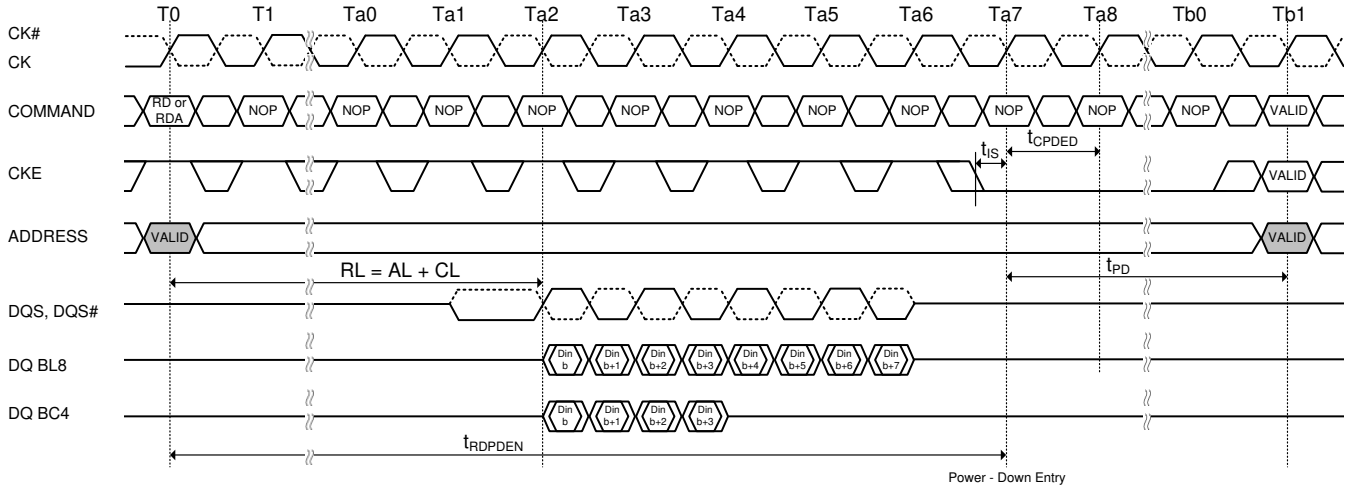 T0 T1 Ta0 Ta1 Ta2 Ta3 Ta4 Ta5 Ta6 Ta7 Ta8 Tb0 Tb1
CK#
CK
COMMAND
RD or
RDA
NOP NOP NOP NOP NOP NOP NOP NOP NOP NOP NOP VALID
tIS
tCPDED
CKE
VALID
ADDRESS
VALID
VALID
RL = AL + CL
tPD
DQS, DQS#
DQ BL8
Din
b
Din
b+1
Din
b+2
Din
b+3
Din
b+4
Din
b+5
Din
b+6
Din
b+7
DQ BC4
Din
b
Din
b+1
Din
b+2
Din
b+3
tRDPDEN
Power - Down Entry